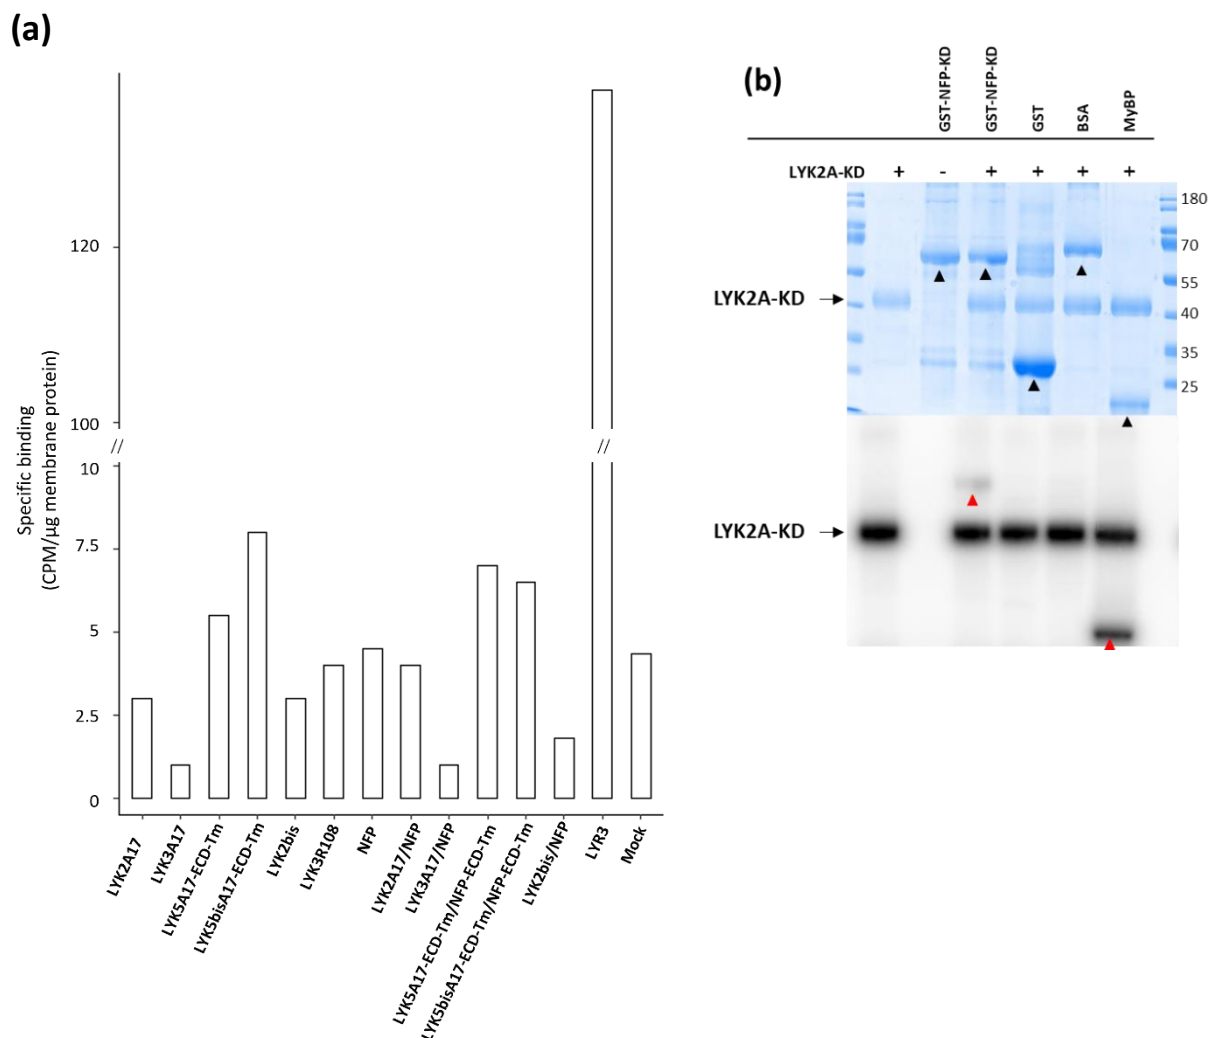 (a)
120
100
//
//
10
7.5
5
2.5
0
Specific binding
(CPM/μg membrane protein)
LYK2A17
LYK3A17
LYK5A17-ECD-Tm
LYK5bisA17-ECD-Tm
LYK2bis
LYK3R108
NFP
LYK2A17/NFP
LYK3A17/NFP
LYK5A17-ECD-Tm/NFP-ECD-Tm
LYK5bisA17-ECD-Tm/NFP-ECD-Tm
LYK2bis/NFP
LYR3
Mock
(b)
GST-NFP-KD
GST-NFP-KD
GST
BSA
MyBP
LYK2A-KD + - + + + +
180
70
55
40
35
25
LYK2A-KD
LYK2A-KD